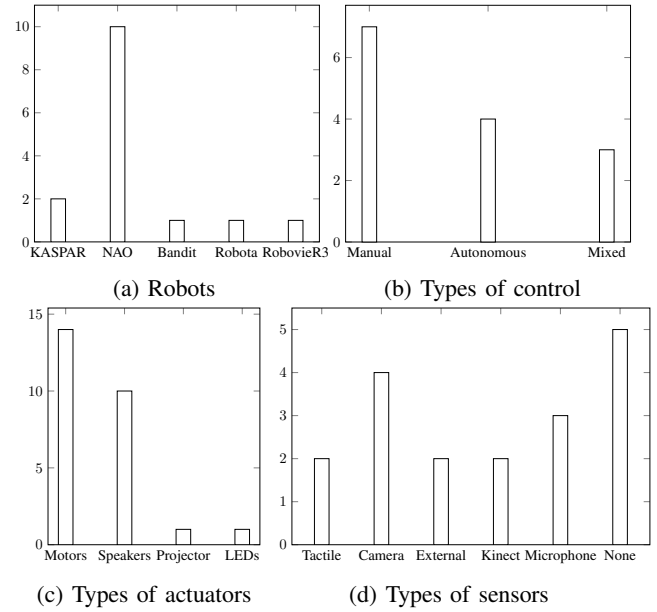 10
8
6
4
2
0
KASPAR NAO Bandit Robota RobovieR3
(a) Robots
6
4
2
0
Manual Autonomous Mixed
(b) Types of control
15
10
5
0
Motors Speakers Projector LEDs
(c) Types of actuators
5
4
3
2
1
0
Tactile Camera External Kinect Microphone None
(d) Types of sensors